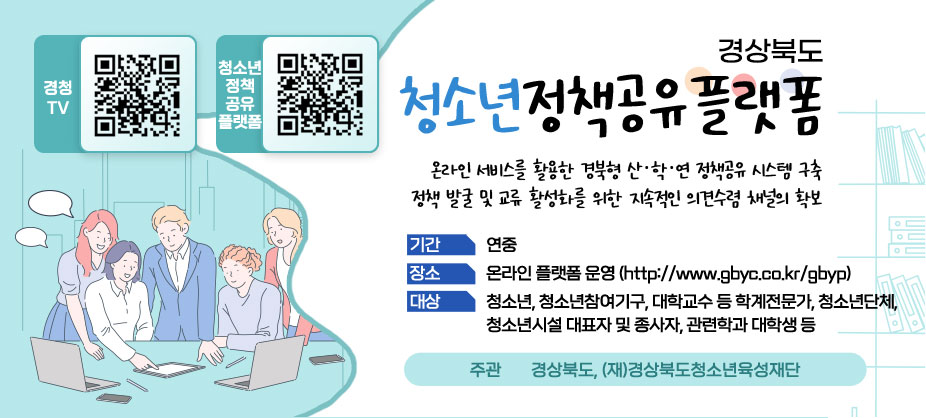 경청
TV
청소년
정책
공유
플랫폼
경상북도
청소년정책공유플랫폼
온라인 서비스를 활용한 경북형 산·학·연 정책공유 시스템 구축
정책 발굴 및 교류 활성화를 위한 지속적인 의견수렴 채널의 확보
기간 연중
장소 온라인 플랫폼 운영 (http://www.gbyc.co.kr/gbyp)
대상 청소년, 청소년참여기구, 대학교수 등 학계전문가, 청소년단체,
청소년시설 대표자 및 종사자, 관련학과 대학생 등
주관 경상북도, (재)경상북도청소년육성재단